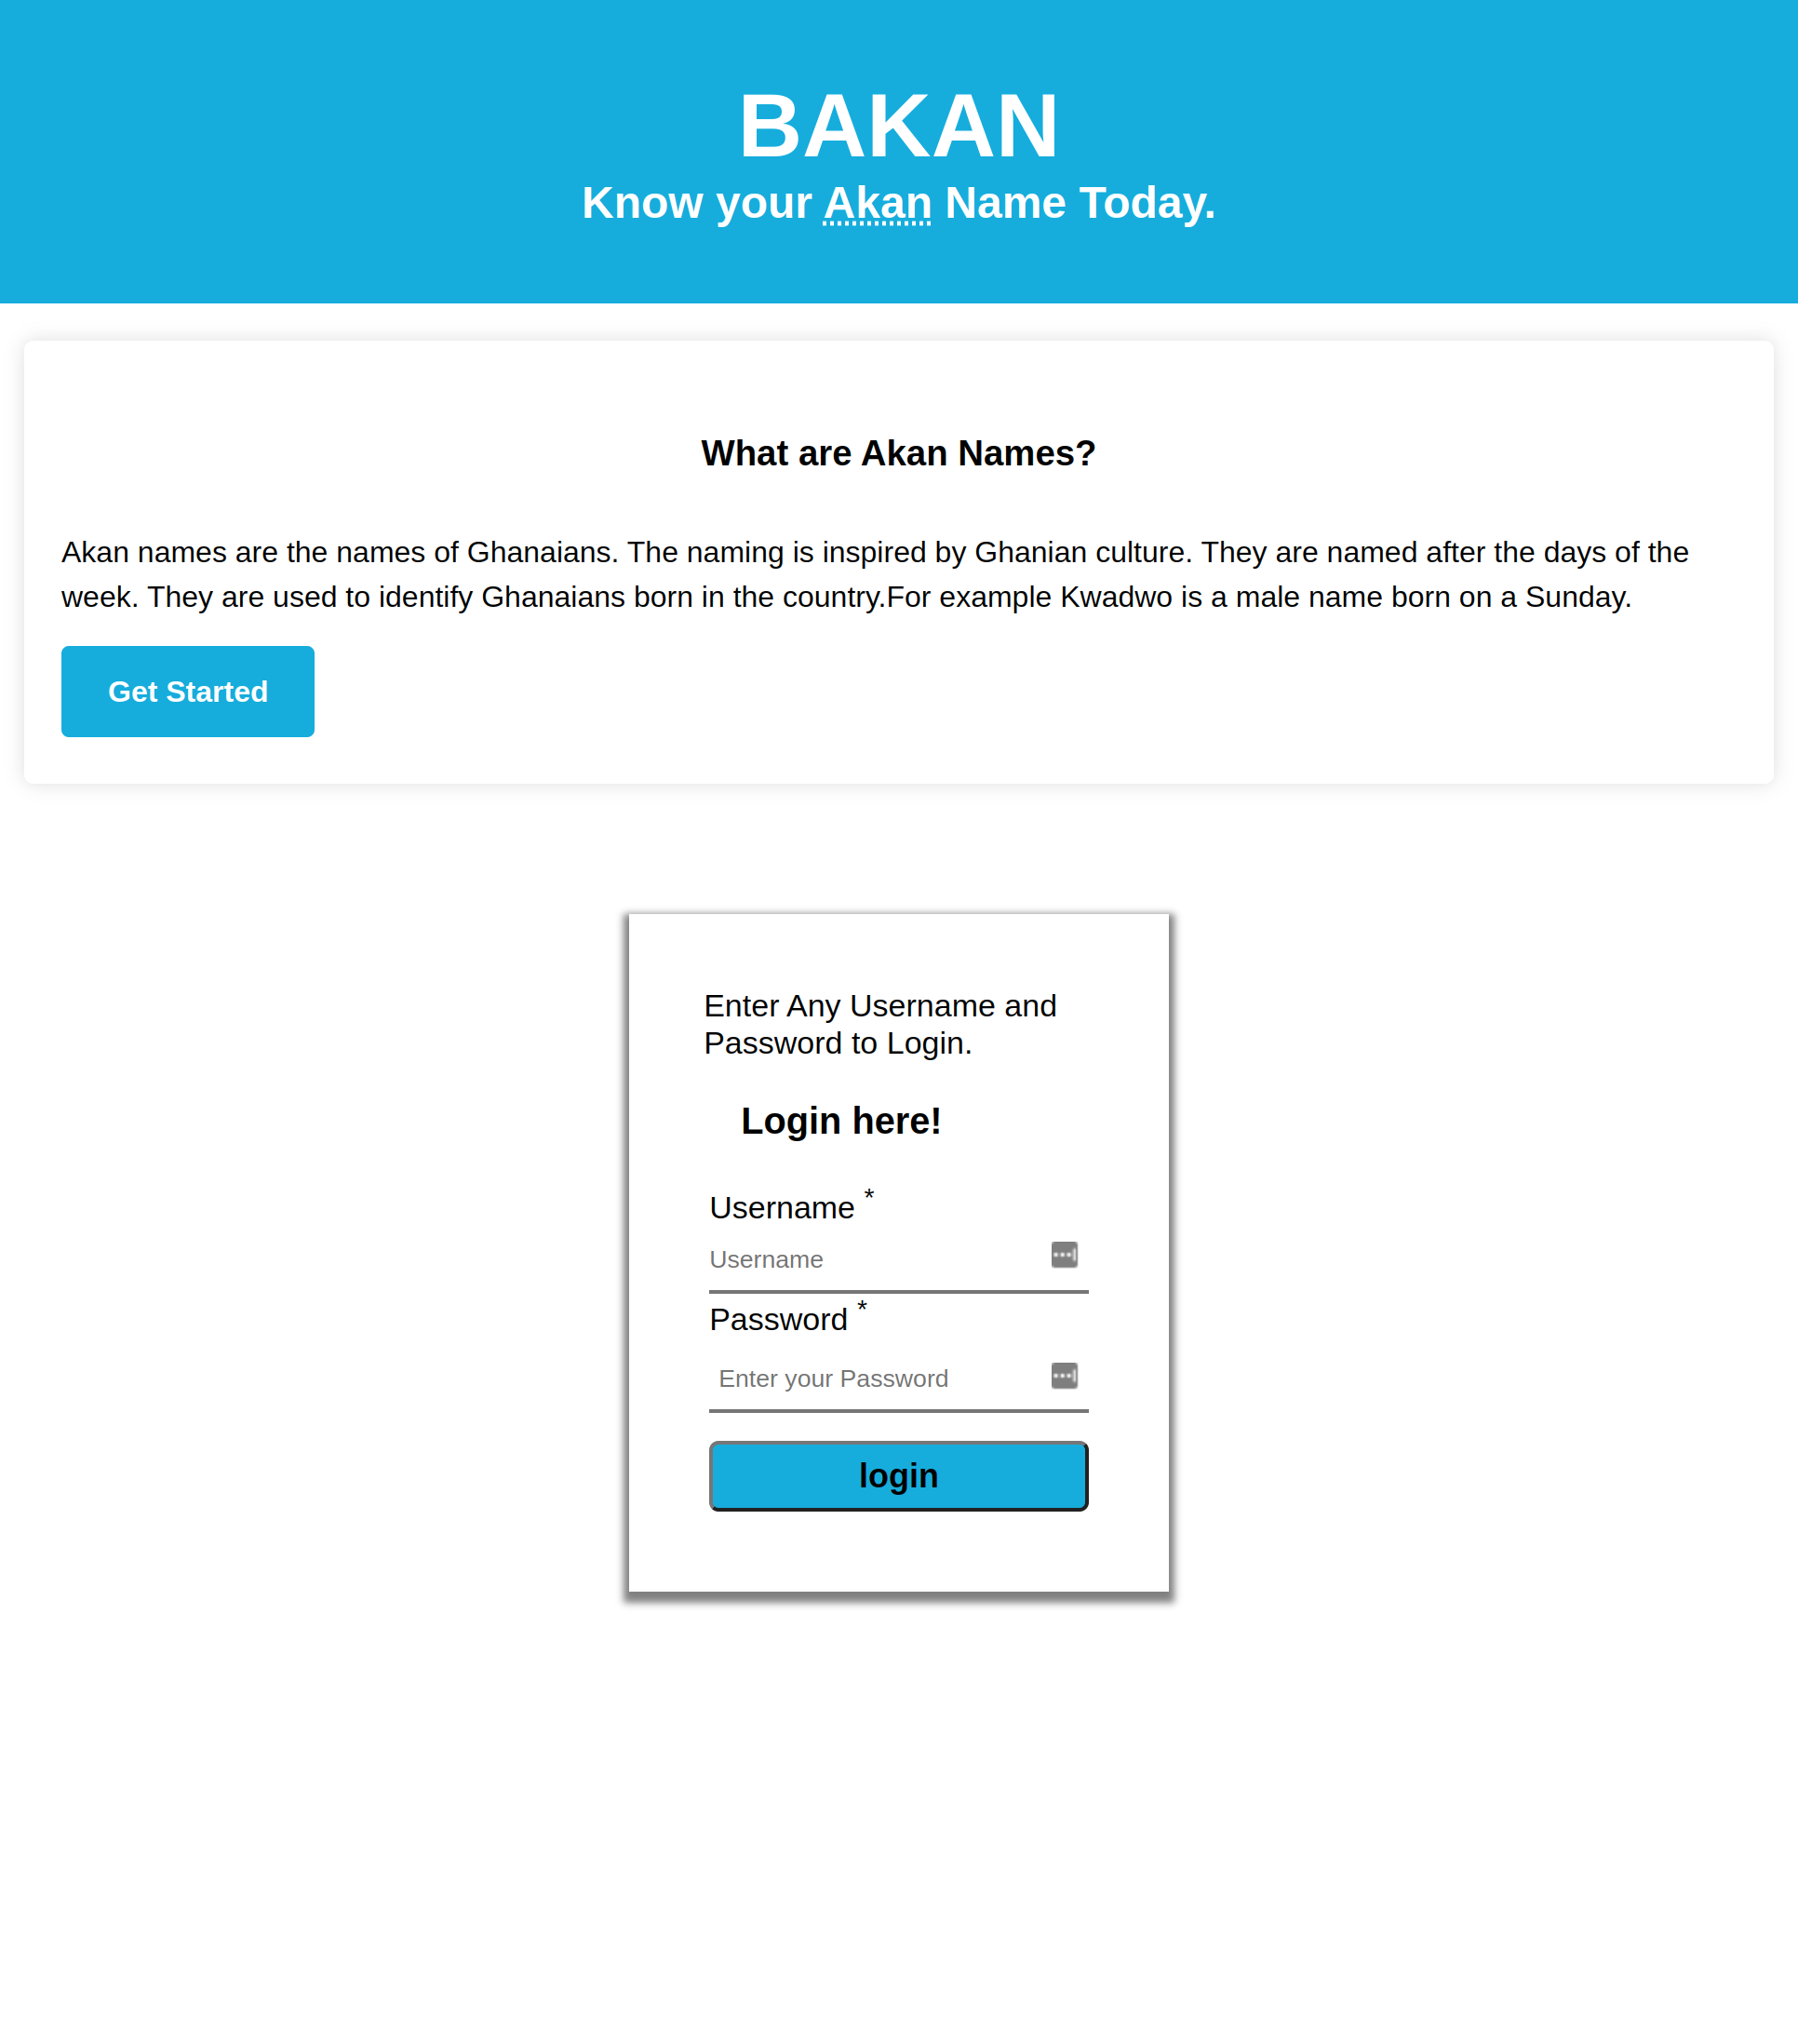 BAKAN
Know your Akan Name Today.
What are Akan Names?
Akan names are the names of Ghanaians. The naming is inspired by Ghanian culture. They are named after the days of the
week. They are used to identify Ghanaians born in the country.For example Kwadwo is a male name born on a Sunday.
Get Started
Enter Any Username and
Password to Login.
Login here!
Username *
Username
Password *
Enter your Password
login